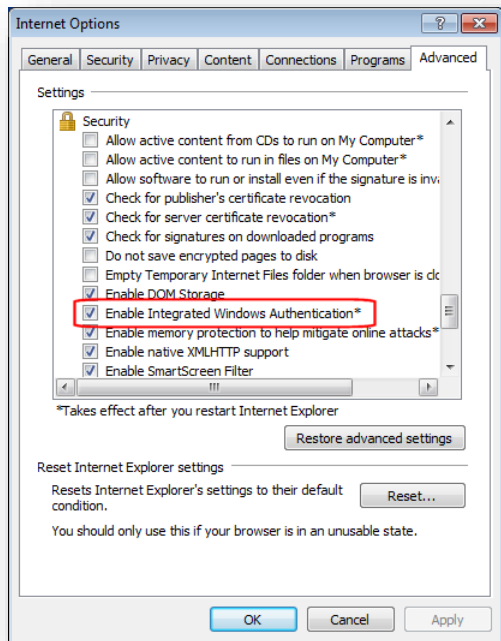 Internet Options
General Security Privacy Content Connections Programs Advanced
Settings
Security
Allow active content from CDs to run on My Computer*
Allow active content to run in files on My Computer*
Allow software to run or install even if the signature is
Check for publisher's certificate revocation
Check for server certificate revocation*
Check for signatures on downloaded programs
Do not save encrypted pages to disk
Empty Temporary Internet Files folder when browser is
Enable DOM Storage
Enable Integrated Windows Authentication*
Enable memory protection to help mitigate online attacks*
Enable native XMLHTTP support
Enable SmartScreen Filter
*Takes effect after you restart Internet Explorer
Restore advanced settings
Reset Internet Explorer settings
Resets Internet Explorer's settings to their default
condition.
Reset...
You should only use this if your browser is in an unusable state.
OK Cancel Apply